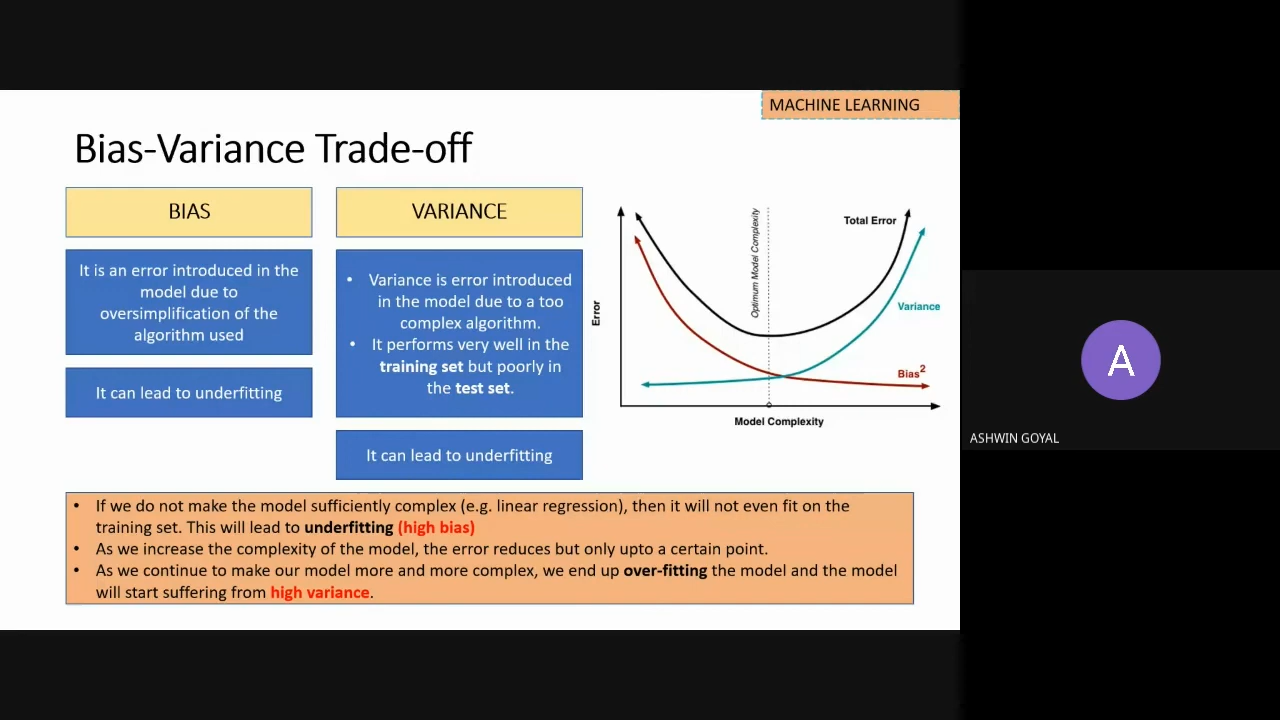 MACHINE LEARNING
Bias-Variance Trade-off
BIAS
It is an error introduced in the
model due to
oversimplification of the
algorithm used
It can lead to underfitting
VARIANCE
• Variance is error introduced
in the model due to a too
complex algorithm.
• It performs very well in the
training set but poorly in
the test set.
It can lead to underfitting
Error
Optimum Model Complexity
Total Error
Variance
Bias²
Model Complexity
• If we do not make the model sufficiently complex (e.g. linear regression), then it will not even fit on the
training set. This will lead to underfitting (high bias)
• As we increase the complexity of the model, the error reduces but only upto a certain point.
• As we continue to make our model more and more complex, we end up over-fitting the model and the model
will start suffering from high variance.
A
ASHWIN GOYAL